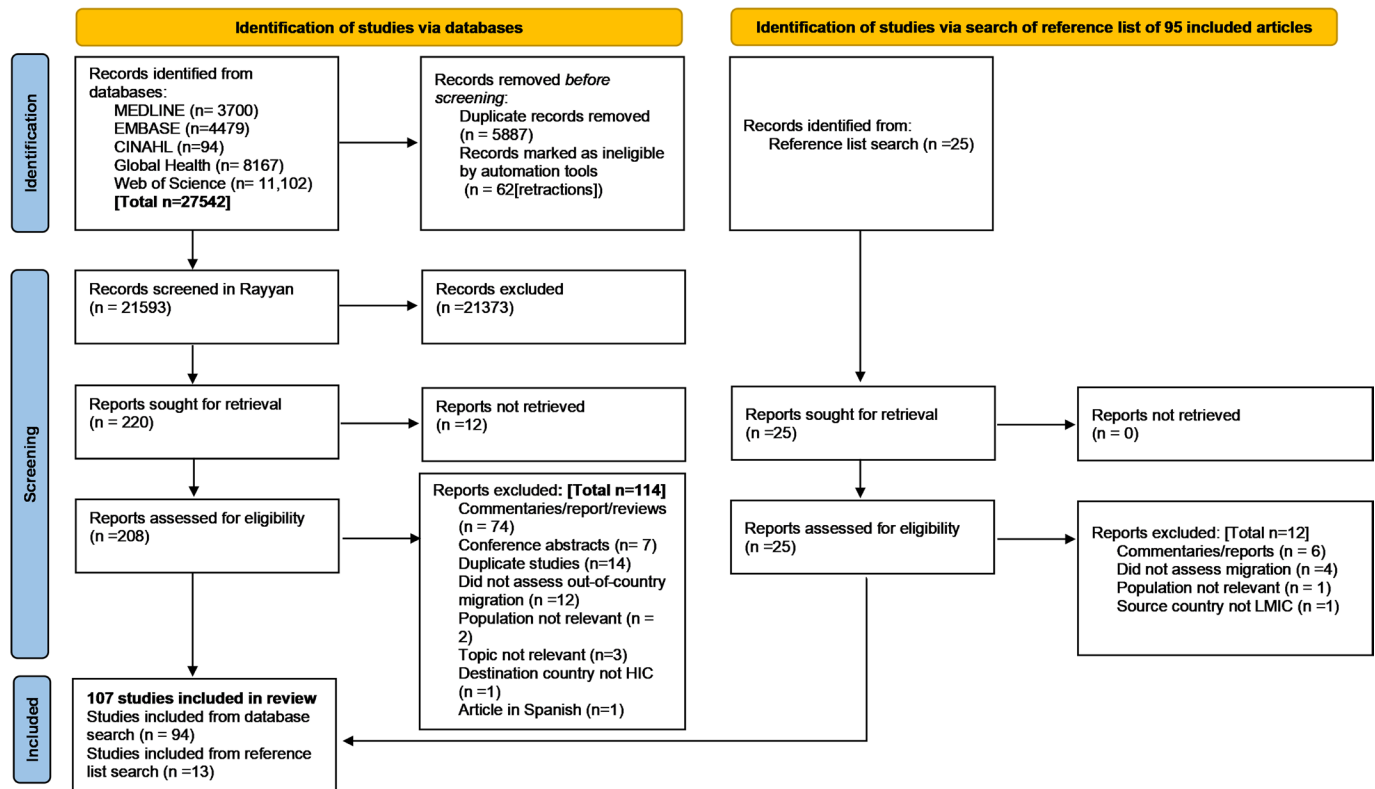 Identification of studies via databases
Identification of studies via search of reference list of 95 included articles
Identification
Records identified from
databases:
MEDLINE (n= 3700)
EMBASE (n=4479)
CINAHL (n=94)
Global Health (n= 8167)
Web of Science (n= 11,102)
[Total n=27542]
Records removed before
screening:
Duplicate records removed
(n = 5887)
Records marked as ineligible
by automation tools
(n = 62[retractions])
Records identified from:
Reference list search (n =25)
Screening
Records screened in Rayyan
(n = 21593)
Records excluded
(n =21373)
Reports sought for retrieval
(n = 220)
Reports not retrieved
(n =12)
Reports sought for retrieval
(n =25)
Reports not retrieved
(n = 0)
Reports assessed for eligibility
(n =208)
Reports excluded: [Total n=114]
Commentaries/report/reviews
(n = 74)
Conference abstracts (n= 7)
Duplicate studies (n=14)
Did not assess out-of-country
migration (n =12)
Population not relevant (n =
2)
Topic not relevant (n=3)
Destination country not HIC
(n =1)
Article in Spanish (n=1)
Reports assessed for eligibility
(n =25)
Reports excluded: [Total n=12]
Commentaries/reports (n = 6)
Did not assess migration (n =4)
Population not relevant (n = 1)
Source country not LMIC (n =1)
Included
107 studies included in review
Studies included from database
search (n = 94)
Studies included from reference
list search (n =13)